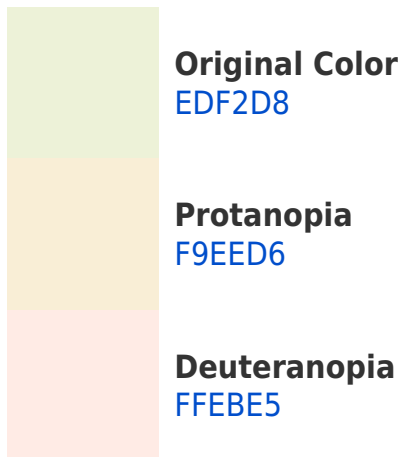 Original Color
EDF2D8
Protanopia
F9EED6
Deuteranopia
FFEBE5